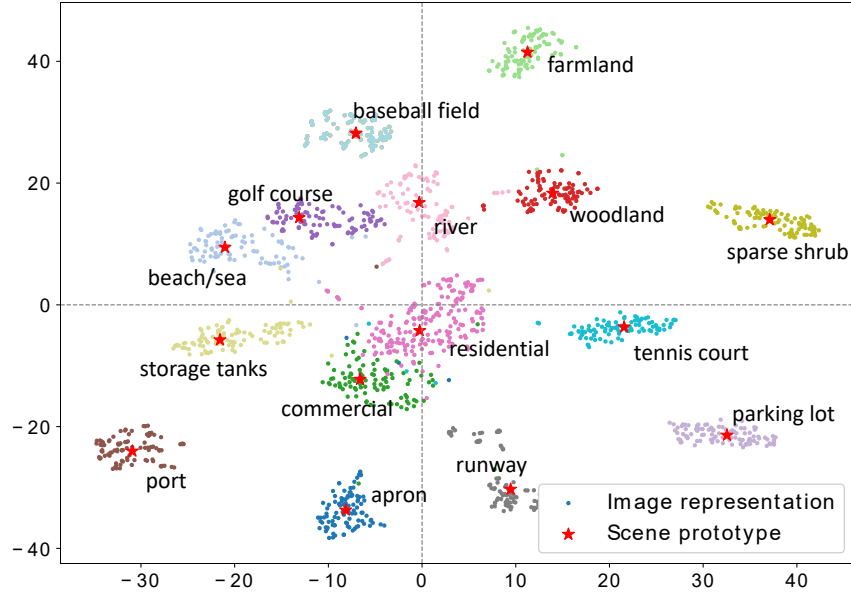 40
farmland
baseball field
20
golf course
river
woodland
sparse shrub
beach/sea
0
residential
tennis court
storage tanks
commercial
parking lot
−20
port
runway
apron
Image representation
Scene prototype
−40
−30 −20 −10 0 10 20 30 40